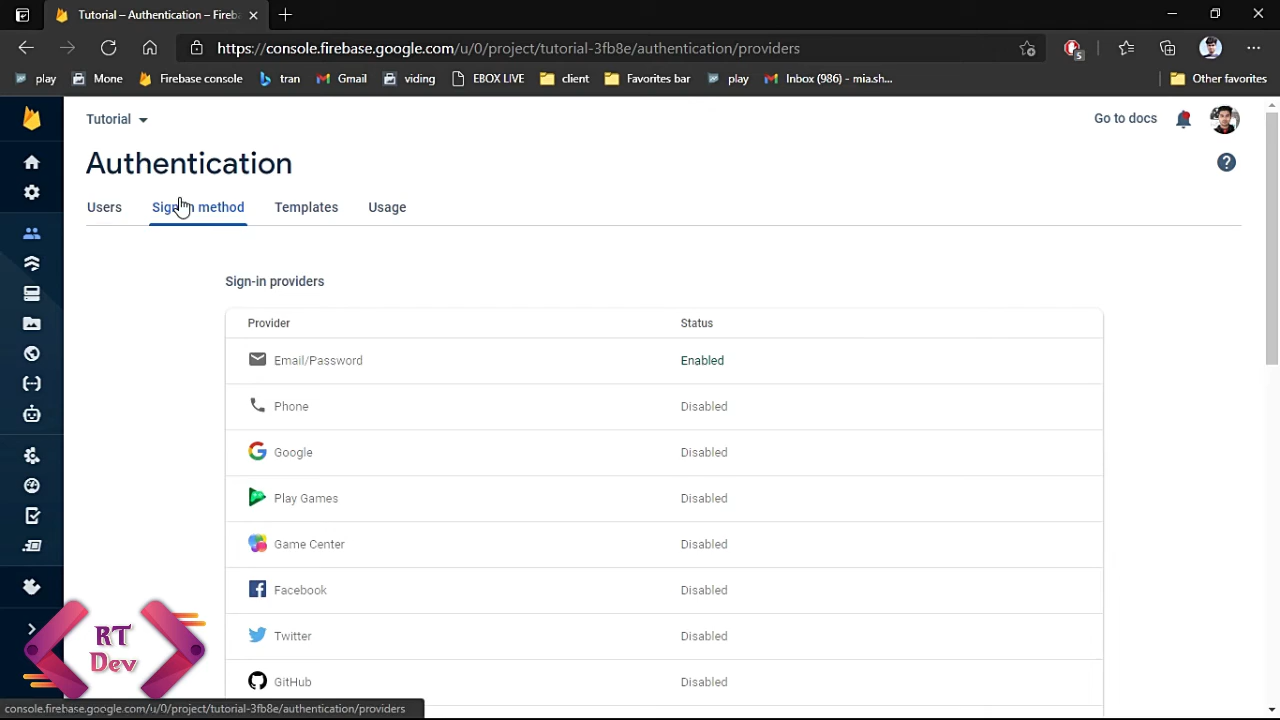 Tutorial – Authentication – Fireb
https://console.firebase.google.com/u/0/project/tutorial-3fb8e/authentication/providers
5
play Mone Firebase console tran Gmail viding EBOX LIVE client Favorites bar play Inbox (986) - mia.sh... Other favorites
Tutorial Go to docs
Authentication
Users Sign-in method Templates Usage
Sign-in providers
Provider Status
Email/Password Enabled
Phone Disabled
Google Disabled
Play Games Disabled
Game Center Disabled
Facebook Disabled
Twitter Disabled
GitHub Disabled
RT
Dev
console.firebase.google.com/u/0/project/tutorial-3fb8e/authentication/providers